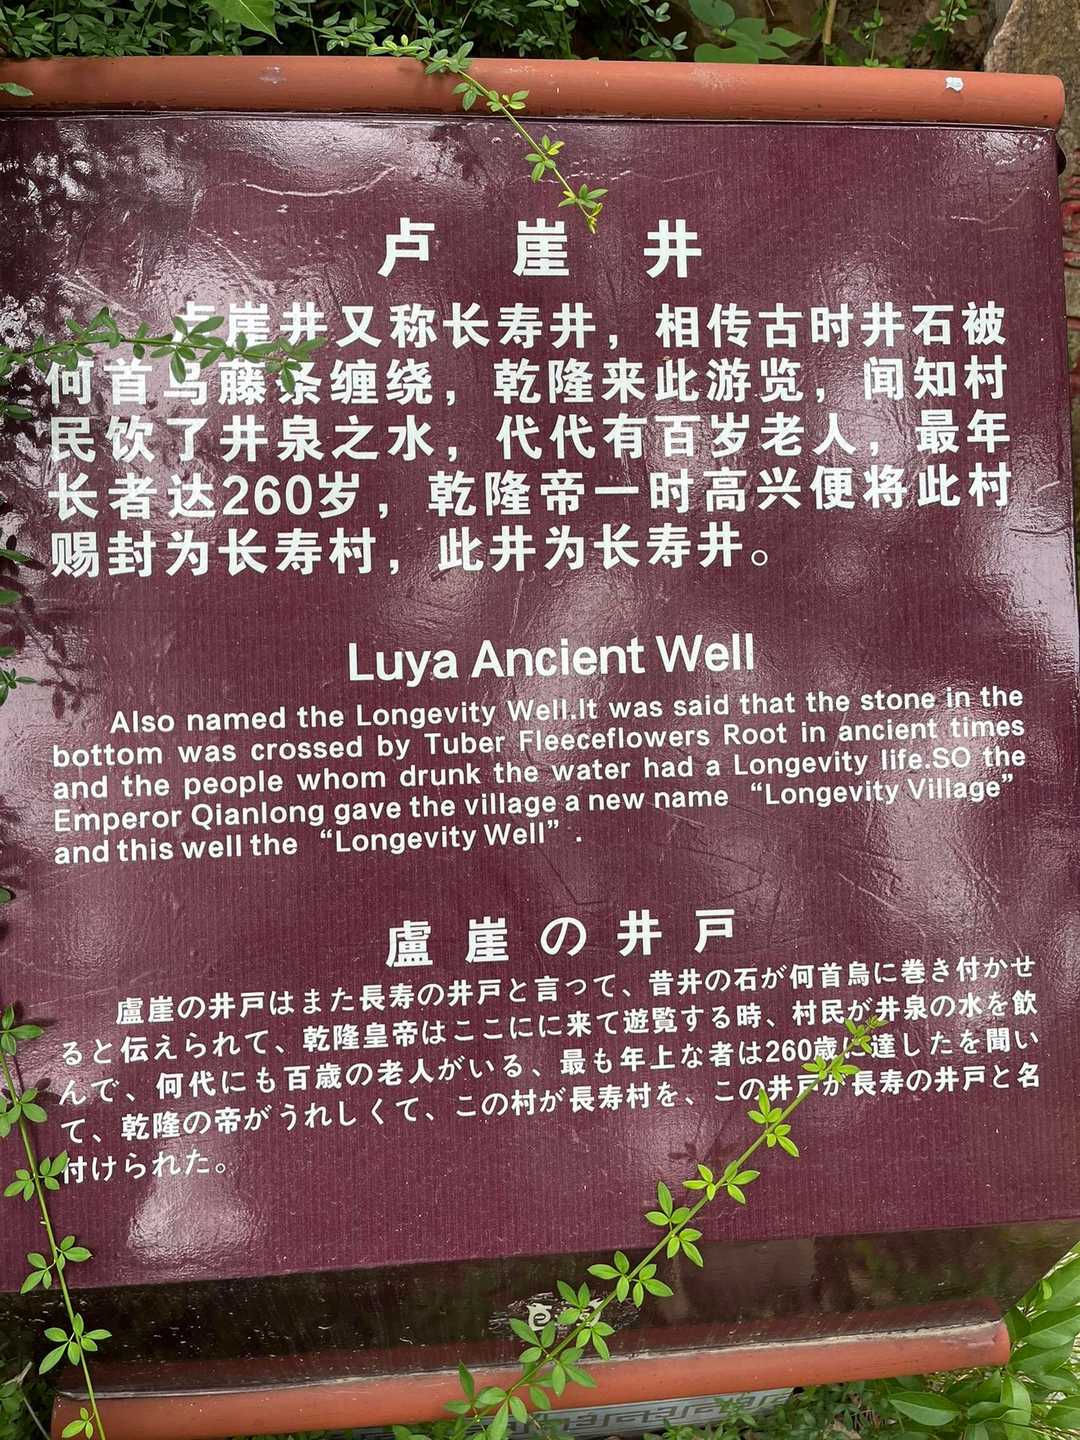 卢崖井
卢崖井又称长寿井，相传古时井石被
何首乌藤条缠绕，乾隆来此游览，闻知村
民饮了井泉之水，代代有百岁老人，最年
长者达260岁，乾隆帝一时高兴便将此村
赐封为长寿村，此井为长寿井。
Luya Ancient Well
Also named the Longevity Well.It was said that the stone in the
bottom was crossed by Tuber Fleeceflowers Root in ancient times
and the people whom drunk the water had a Longevity life.SO the
Emperor Qianlong gave the village a new name “Longevity Village”
and this well the “Longevity Well”.
盧崖の井戸
盧崖の井戸はまた長寿の井戸と言つて、昔井の石が何首烏に巻き付かせ
ると伝えられて、乾隆皇帝はここにに来て遊覧する時、村民が井泉の水を飲
んで、何代にも百歳の老人がいる、最も年上な者は260歳に達したを聞い
て、乾隆の帝がうれしくて、この村が長寿村を、この井戸が長寿の井戸と名
付けられた。